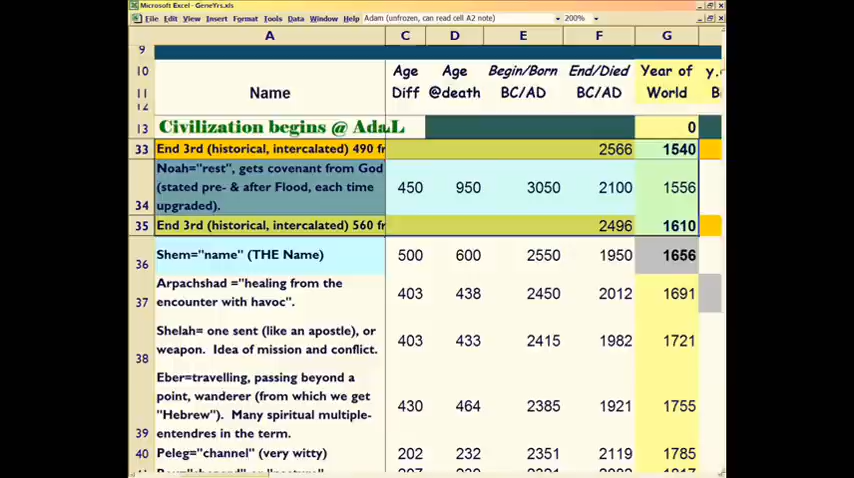 Microsoft Excel - GeneYrs.xls
File Edit View Insert Format Tools Data Window Help Adam (unfrozen, can read cell A2 note) 200%
A C D E F G
9
10 Age Age Begin/Born End/Died Year of y.
11 Name Diff @death BC/AD BC/AD World B
12
13 Civilization begins @ AdaL 0
33 End 3rd (historical, intercalated) 490 fr 2566 1540
Noah="rest", gets covenant from God
(stated pre- & after Flood, each time 450 950 3050 2100 1556
34 upgraded).
35 End 3rd (historical, intercalated) 560 fr 2496 1610
36 Shem="name" (THE Name) 500 600 2550 1950 1656
Arpachshad ="healing from the
37 encounter with havoc". 403 438 2450 2012 1691
Shelah= one sent (like an apostle), or
38 weapon. Idea of mission and conflict. 403 433 2415 1982 1721
Eber=travelling, passing beyond a
point, wanderer (from which we get
"Hebrew"). Many spiritual multiple- 430 464 2385 1921 1755
39 entendres in the term.
40 Peleg="channel" (very witty) 202 232 2351 2119 1785